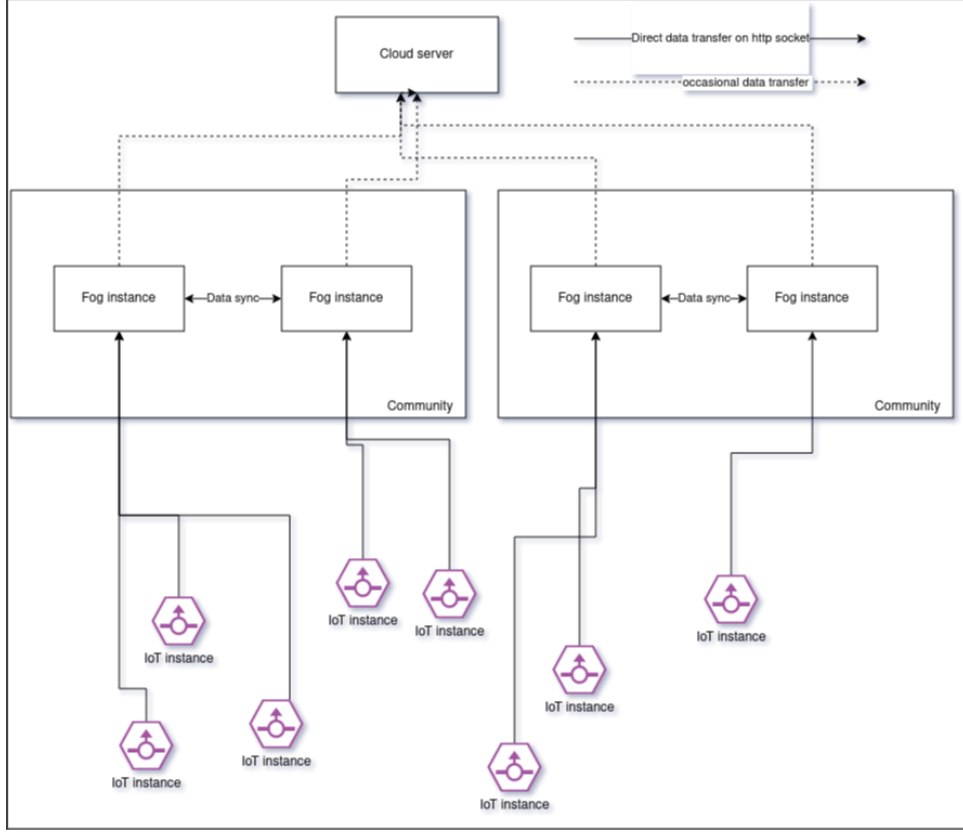 Cloud server
Direct data transfer on http socket
occasional data transfer
Fog instance
Data sync
Fog instance
Fog instance
Data sync
Fog instance
Community
Community
IoT instance
IoT instance
IoT instance
IoT instance
IoT instance
IoT instance
IoT instance
IoT instance